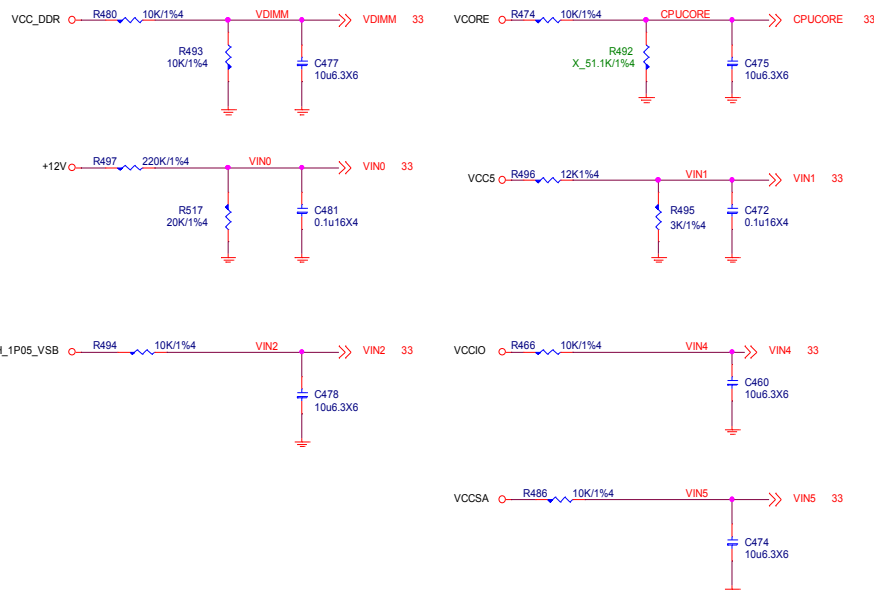 VCC_DDR R480 10K/1%4 VDIMM VDIMM 33
R493
10K/1%4
C477
10u6.3X6
VCORE R474 10K/1%4 CPUCORE CPUCORE 33
R492
X_51.1K/1%4
C475
10u6.3X6
+12V R497 220K/1%4 VIN0 VIN0 33
R517
20K/1%4
C481
0.1u16X4
VCC5 R496 12K1%4 VIN1 VIN1 33
R495
3K/1%4
C472
0.1u16X4
H_1P05_VSB R494 10K/1%4 VIN2 VIN2 33
C478
10u6.3X6
VCCIO R466 10K/1%4 VIN4 VIN4 33
C460
10u6.3X6
VCCSA R486 10K/1%4 VIN5 VIN5 33
C474
10u6.3X6